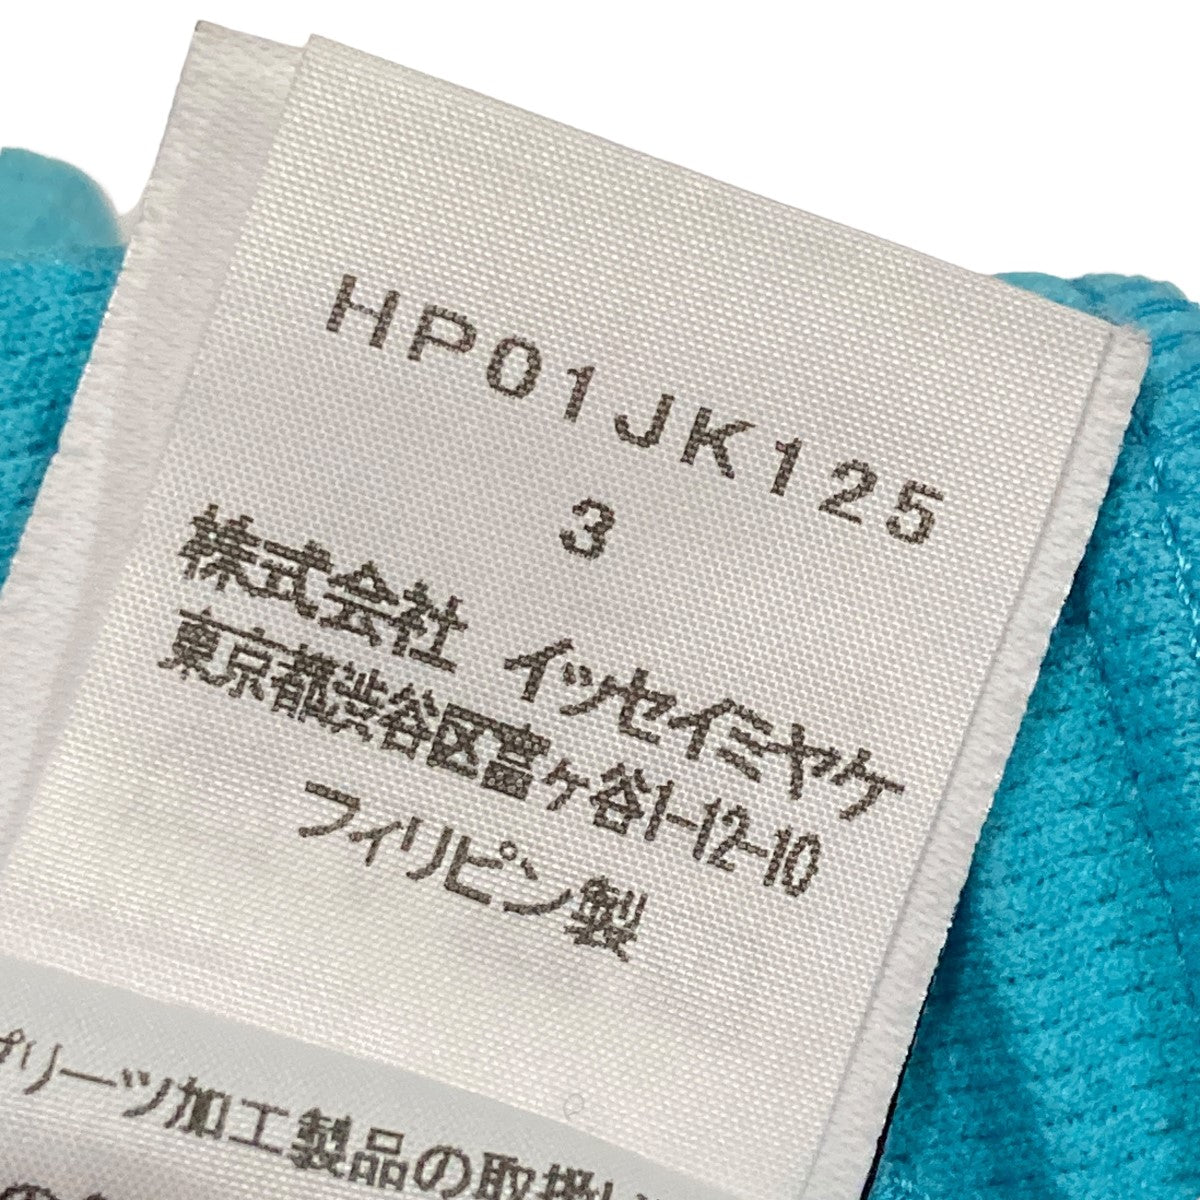 HP01JK125
3
株式会社 イッセイミヤケ
東京都渋谷区富ヶ谷1-12-10
フィリピン製
プリーツ加工製品の取扱い